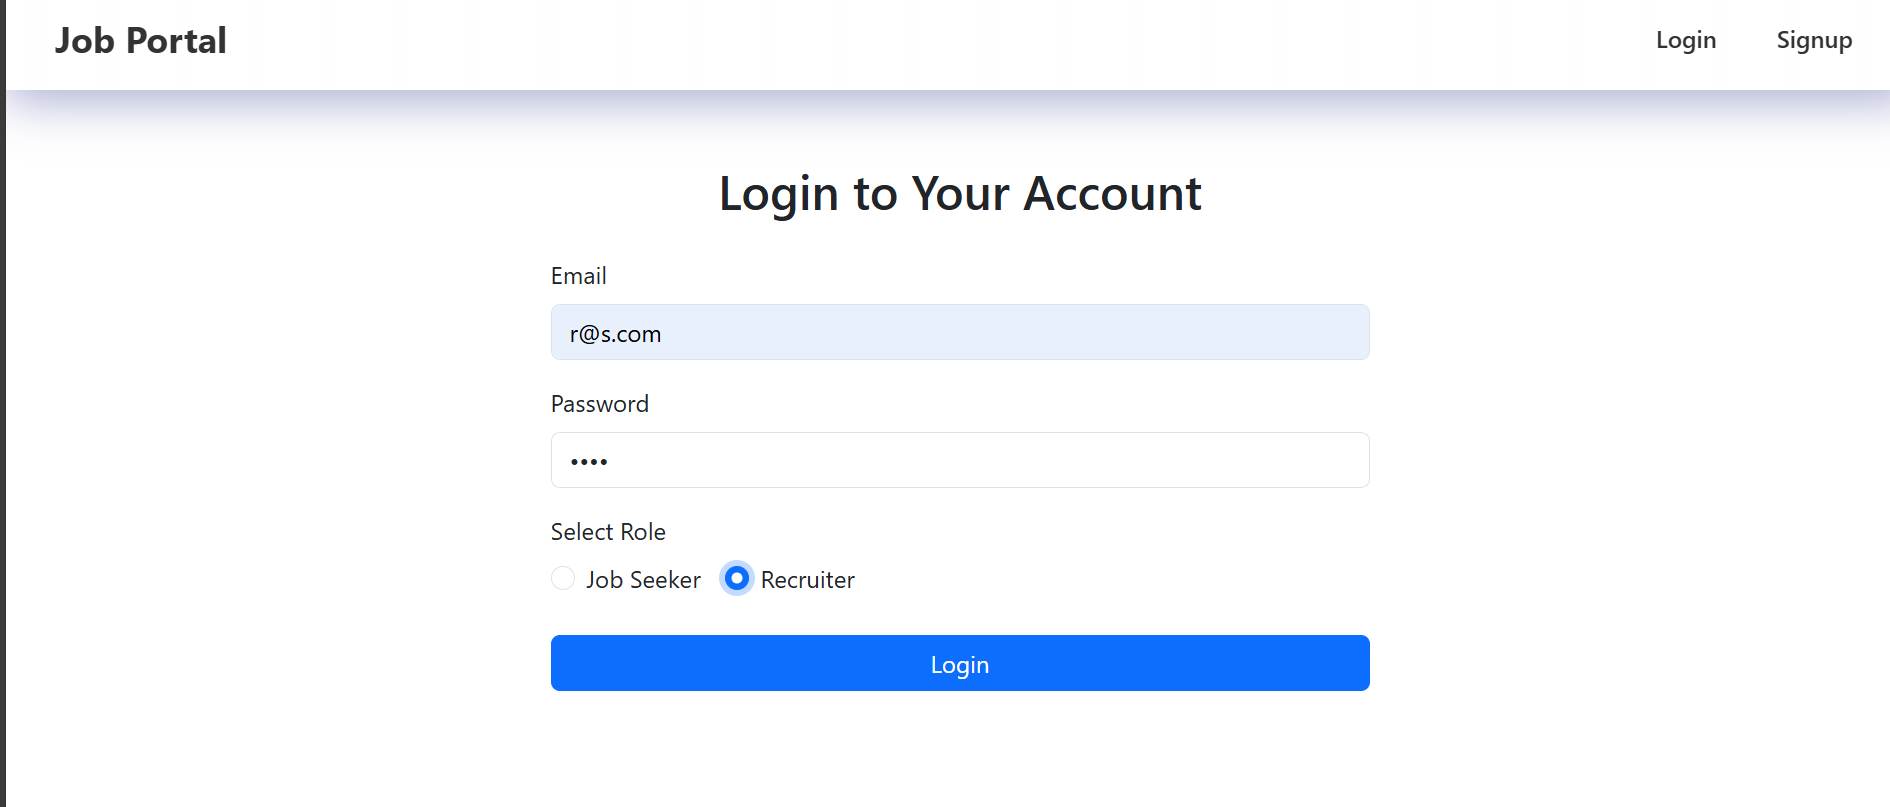 Job Portal
Login
Signup
Login to Your Account
Email
r@s.com
Password
••••
Select Role
Job Seeker Recruiter
Login